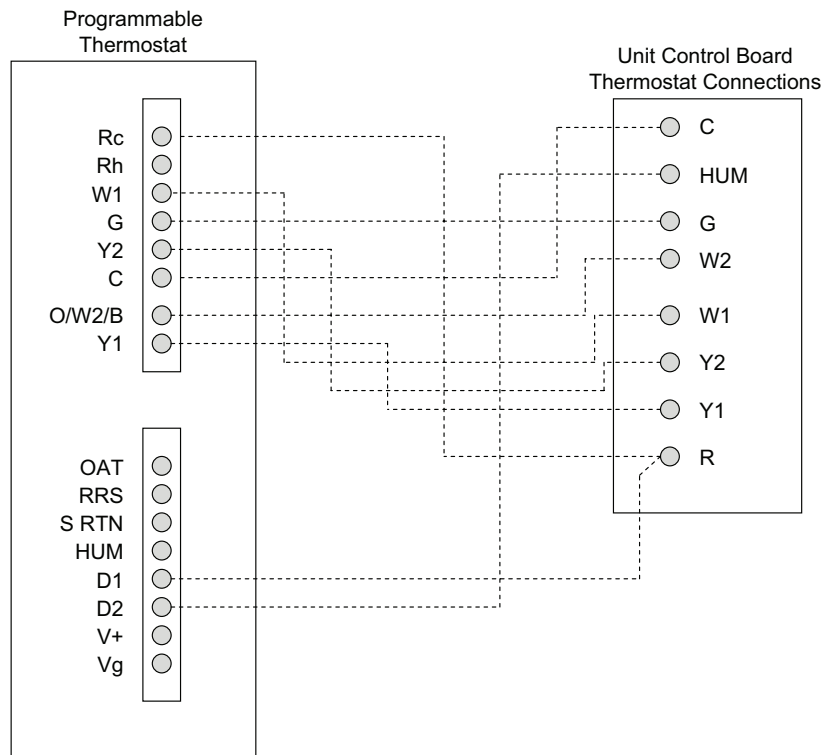 Programmable
Thermostat
Rc
Rh
W1
G
Y2
C
O/W2/B
Y1
OAT
RRS
S RTN
HUM
D1
D2
V+
Vg
Unit Control Board
Thermostat Connections
C
HUM
G
W2
W1
Y2
Y1
R